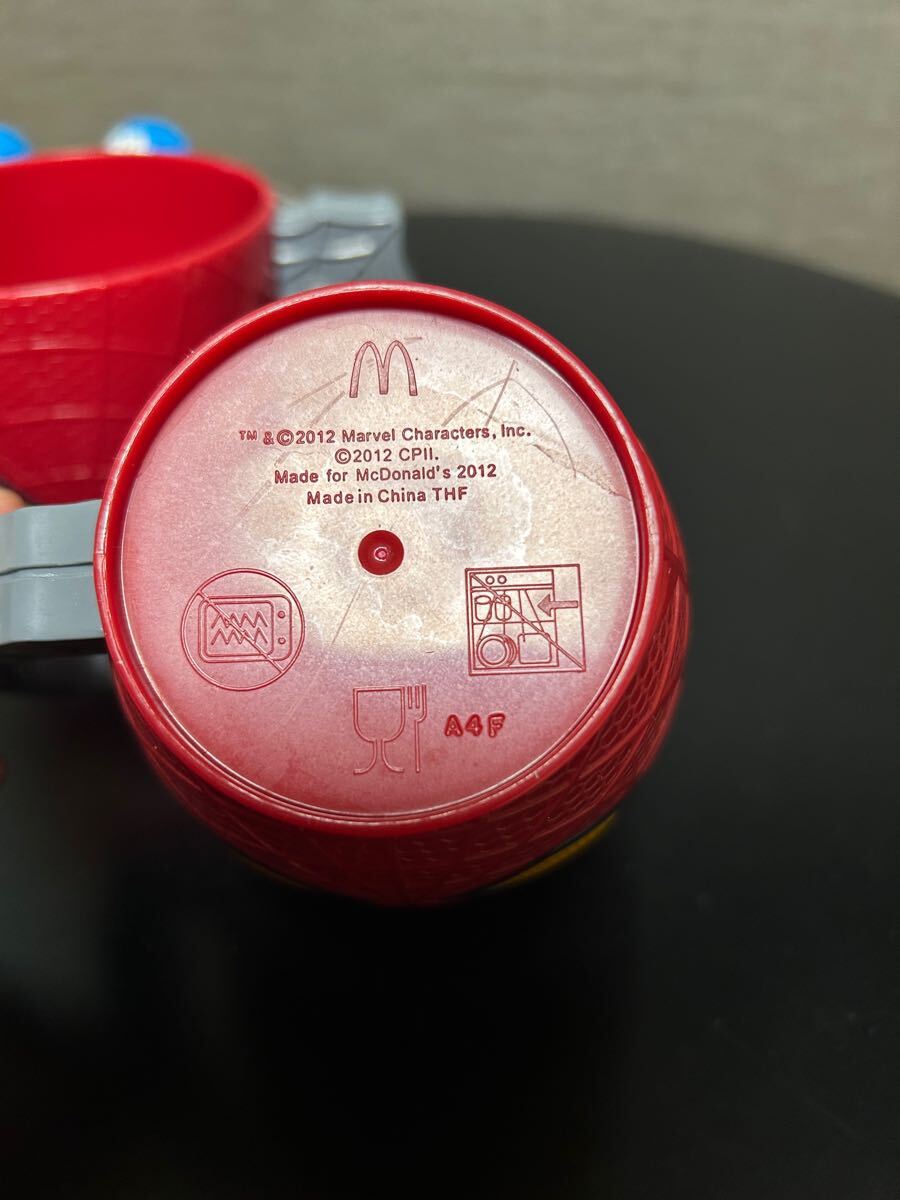 M
™ & ©2012 Marvel Characters, Inc.
©2012 CPII.
Made for McDonald's 2012
Made in China THF
A4F